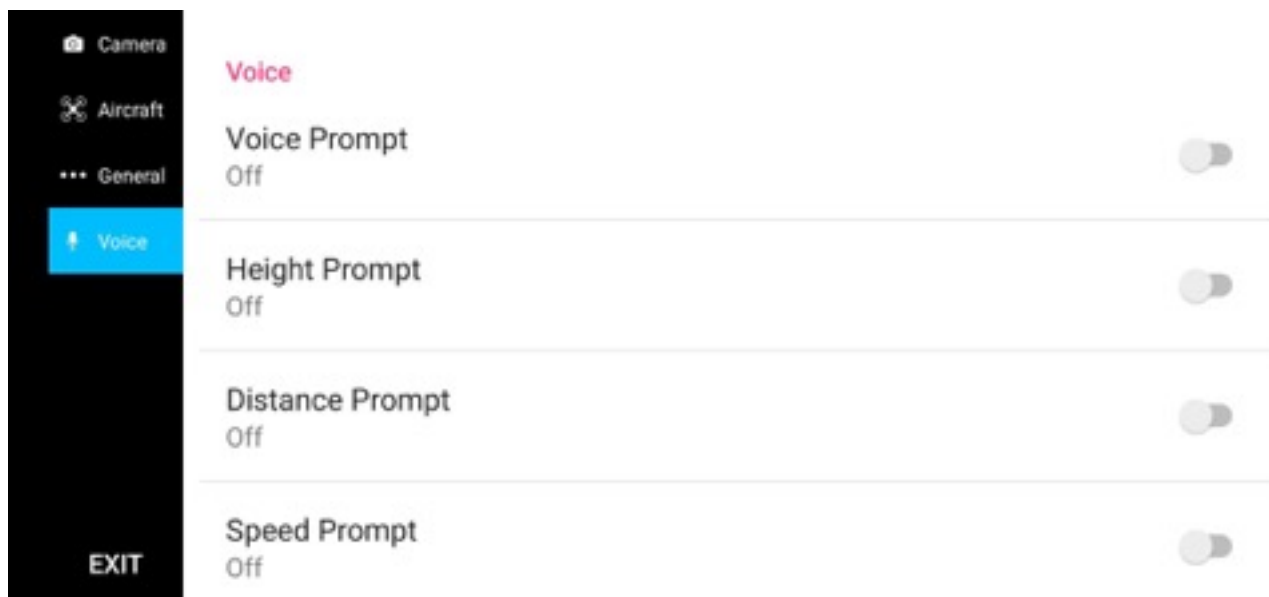 Camera
Aircraft
General
Voice
EXIT
Voice
Voice Prompt
Off
Height Prompt
Off
Distance Prompt
Off
Speed Prompt
Off